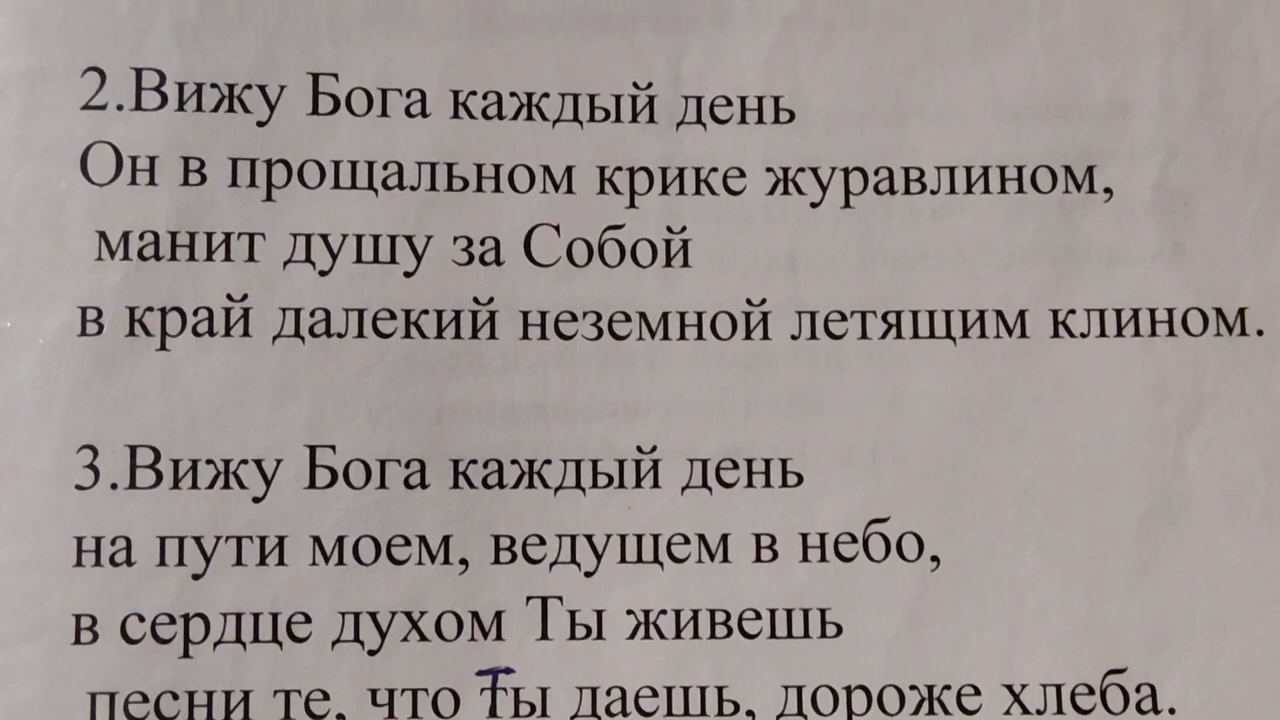 2.Вижу Бога каждый день
Он в прощальном крике журавлином,
манит душу за Собой
в край далекий неземной летящим клином.
3.Вижу Бога каждый день
на пути моем, ведущем в небо,
в сердце духом Ты живешь
песни те, что Ты даешь, дороже хлеба.